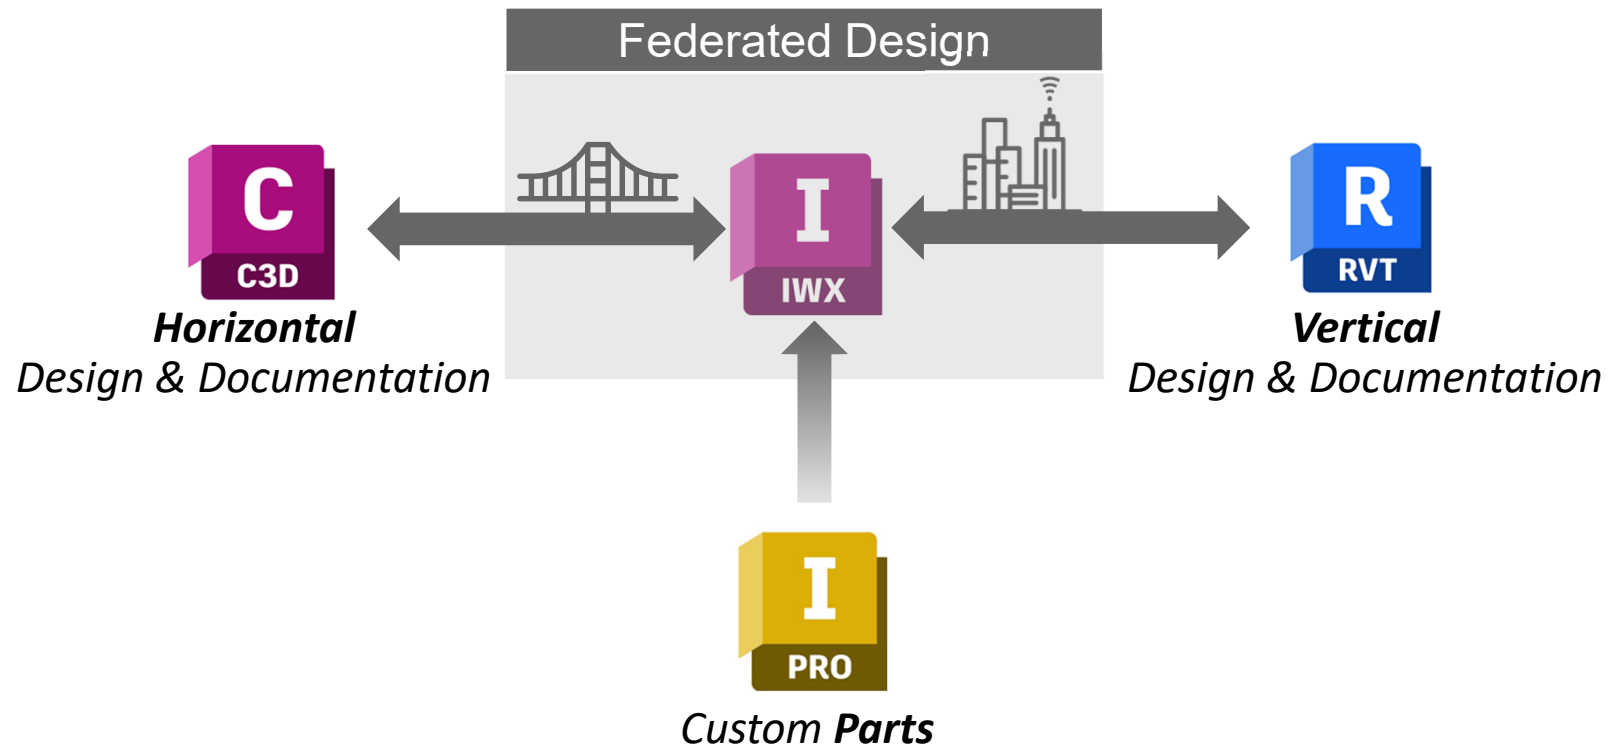 Federated Design
C
C3D
Horizontal
Design & Documentation
I
IWX
R
RVT
Vertical
Design & Documentation
I
PRO
Custom Parts